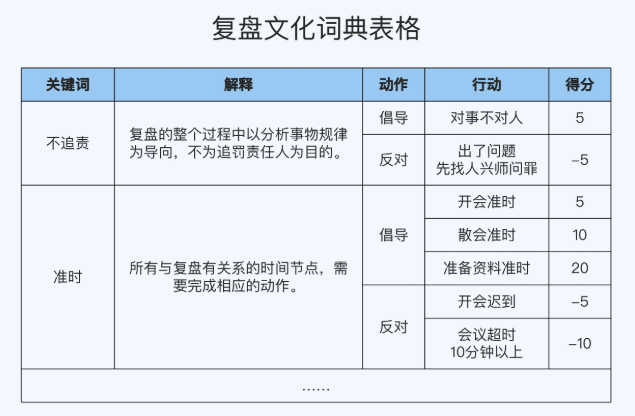 复盘文化词典表格
关键词 解释 动作 行动 得分
不追责
复盘的整个过程中以分析事物规律
为导向，不为追罚责任人为目的。
倡导 对事不对人 5
反对
出了问题
先找人兴师问罪
–5
准时
所有与复盘有关系的时间节点，需
要完成相应的动作。
倡导
开会准时 5
散会准时 10
准备资料准时 20
反对
开会迟到 –5
会议超时
10分钟以上
–10
……